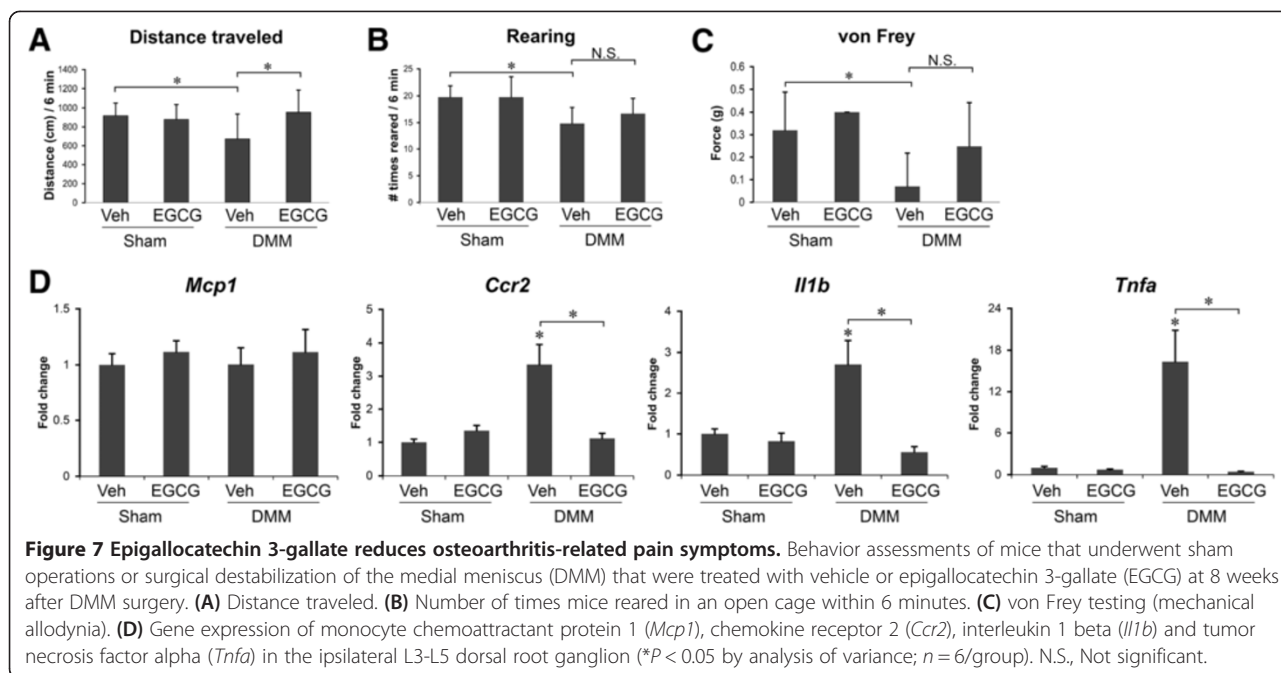 A
Distance traveled
Distance (cm) / 6 min
1400
1200
1000
800
600
400
200
0
*
*
Veh EGCG Veh EGCG
Sham DMM
B
Rearing
# times reared / 6 min
25
20
15
10
5
0
*
N.S.
Veh EGCG Veh EGCG
Sham DMM
C
von Frey
Force (g)
0.6
0.5
0.4
0.3
0.2
0.1
0
*
N.S.
Veh EGCG Veh EGCG
Sham DMM
D
Mcp1
Fold change
1.5
1
0.5
0
Veh EGCG Veh EGCG
Sham DMM
Ccr2
Fold change
5
4
3
2
1
0
*
*
Veh EGCG Veh EGCG
Sham DMM
Il1b
Fold chnage
4
3
2
1
0
*
*
Veh EGCG Veh EGCG
Sham DMM
Tnfa
Fold change
24
18
12
6
0
*
*
Veh EGCG Veh EGCG
Sham DMM
Figure 7 Epigallocatechin 3-gallate reduces osteoarthritis-related pain symptoms. Behavior assessments of mice that underwent sham
operations or surgical destabilization of the medial meniscus (DMM) that were treated with vehicle or epigallocatechin 3-gallate (EGCG) at 8 weeks
after DMM surgery. (A) Distance traveled. (B) Number of times mice reared in an open cage within 6 minutes. (C) von Frey testing (mechanical
allodynia). (D) Gene expression of monocyte chemoattractant protein 1 (Mcp1), chemokine receptor 2 (Ccr2), interleukin 1 beta (Il1b) and tumor
necrosis factor alpha (Tnfa) in the ipsilateral L3-L5 dorsal root ganglion (*P < 0.05 by analysis of variance; n = 6/group). N.S., Not significant.